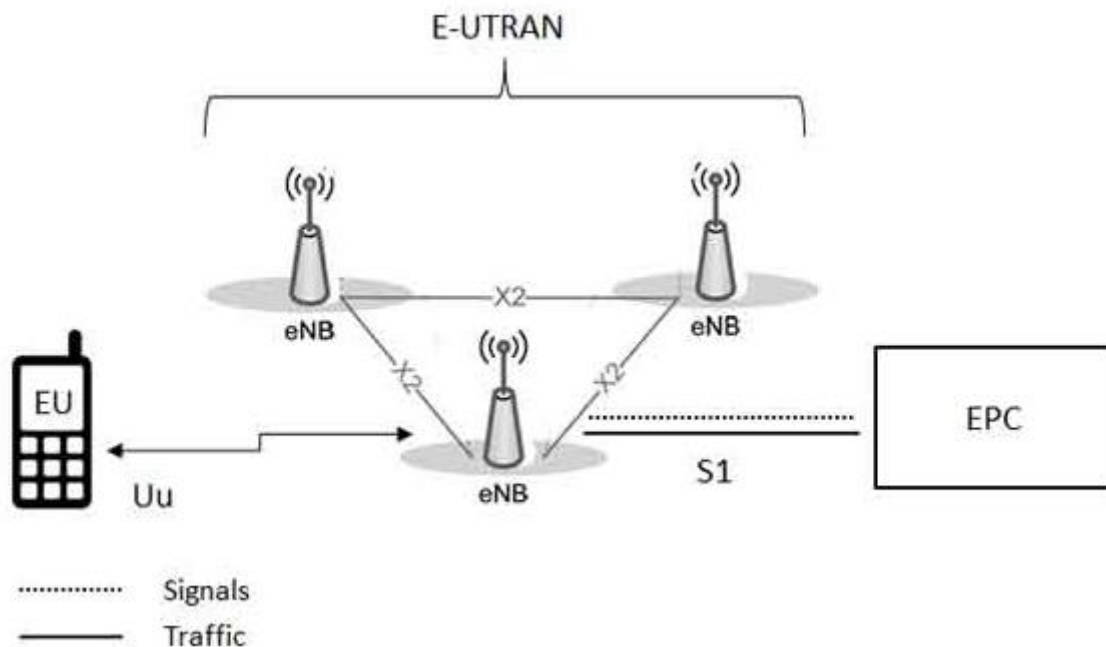 E-UTRAN
X2
eNB
eNB
X2
X2
EU
EPC
Uu
eNB
S1
Signals
Traffic